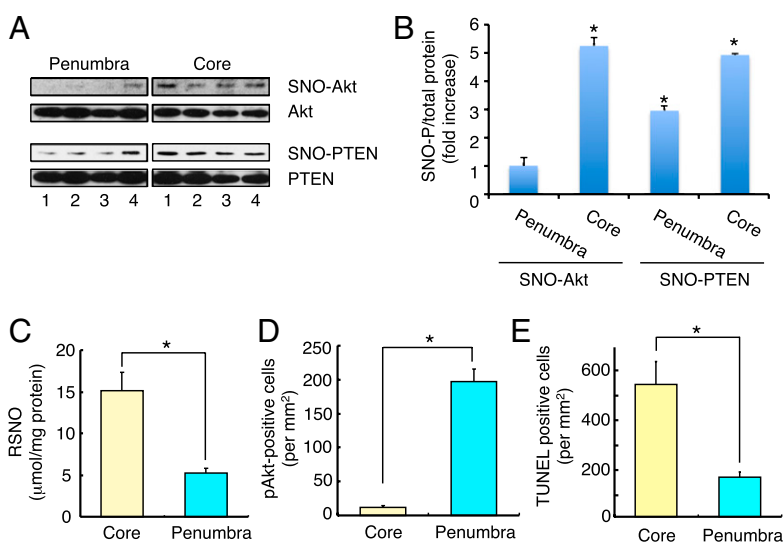 A
Penumbra Core
SNO-Akt
Akt
SNO-PTEN
PTEN
1 2 3 4 1 2 3 4
B
SNO-P/total protein
(fold increase)
6
5
4
3
2
1
0
* * *
Penumbra Core Penumbra Core
SNO-Akt SNO-PTEN
C
RSNO
(µmol/mg protein)
20
15
10
5
0
*
Core Penumbra
D
pAkt-positive cells
(per mm2)
250
200
150
100
50
0
*
Core Penumbra
E
TUNEL positive cells
(per mm2)
600
400
200
0
*
Core Penumbra